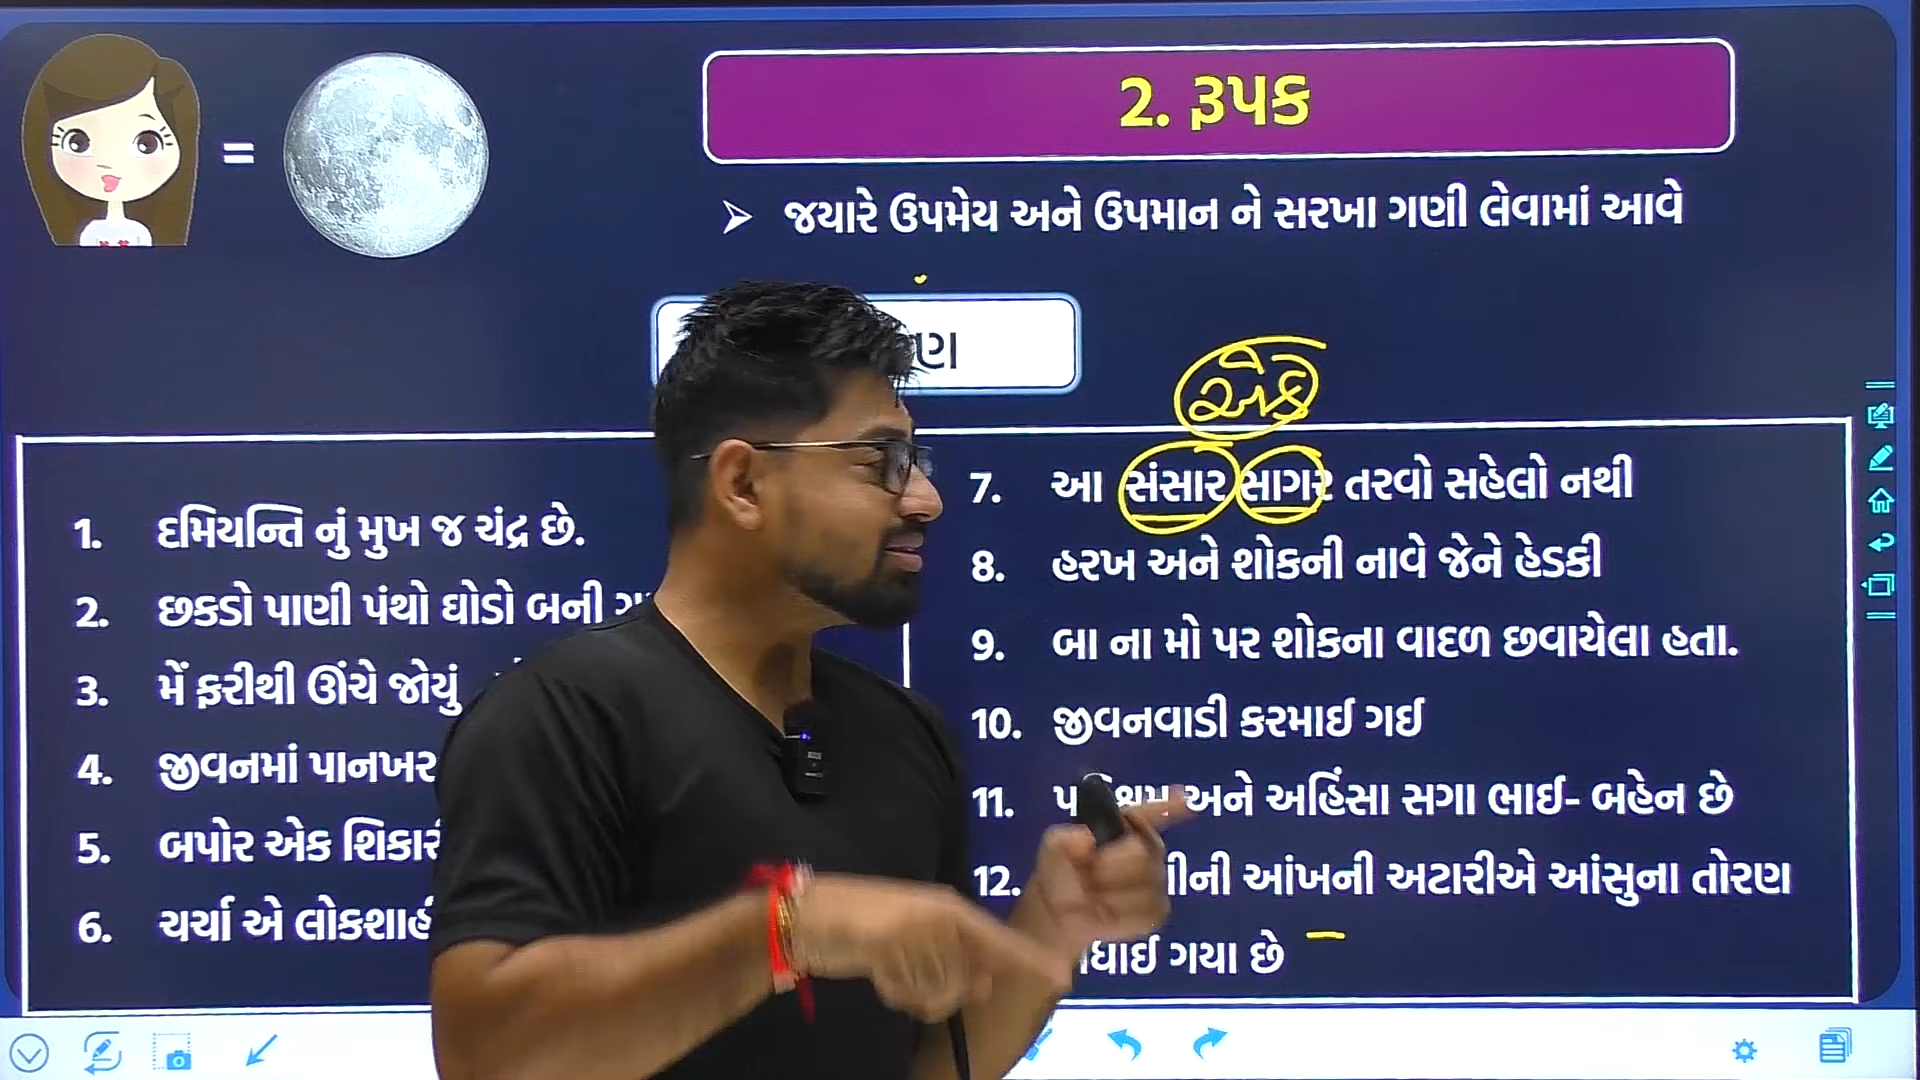 2. રૂપક
➤ જયારે ઉપમેય અને ઉપમાન ને સરખા ગણી લેવામાં આવે
=
એક
1. દમિયન્તિ નું મુખ જ ચંદ્ર છે.
2. છકડો પાણી પંથો ઘોડો બની
3. મેં ફરીથી ઊંચે જોયું
4. જીવનમાં પાનખર
5. બપોર એક
6. ચર્ચા એ
7. આ સંસાર સાગર તરવો સહેલો નથી
8. હરખ અને શોકની નાવે જેને હેડકી
9. બા ના મો પર શોકના વાદળ છવાયેલા હતા.
10. જીવનવાડી કરમાઈ ગઈ
11. અને અહિંસા સગા ભાઈ- બહેન છે
12. આંખની અટારીએ આંસુના તોરણ
ગયા છે